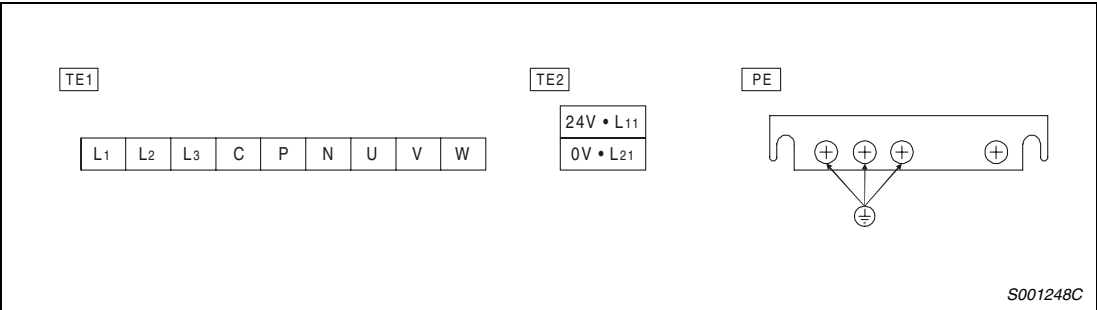 TE1 TE2 PE
24V • L11
L1 L2 L3 C P N U V W 0V • L21
S001248C